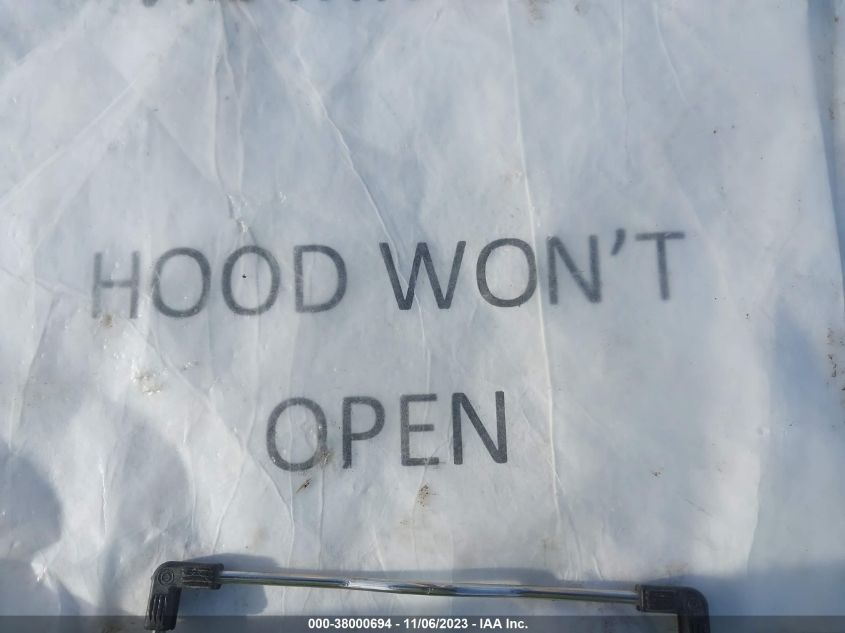 HOOD WON'T
OPEN
000-38000694 - 11/06/2023 - IAA Inc.